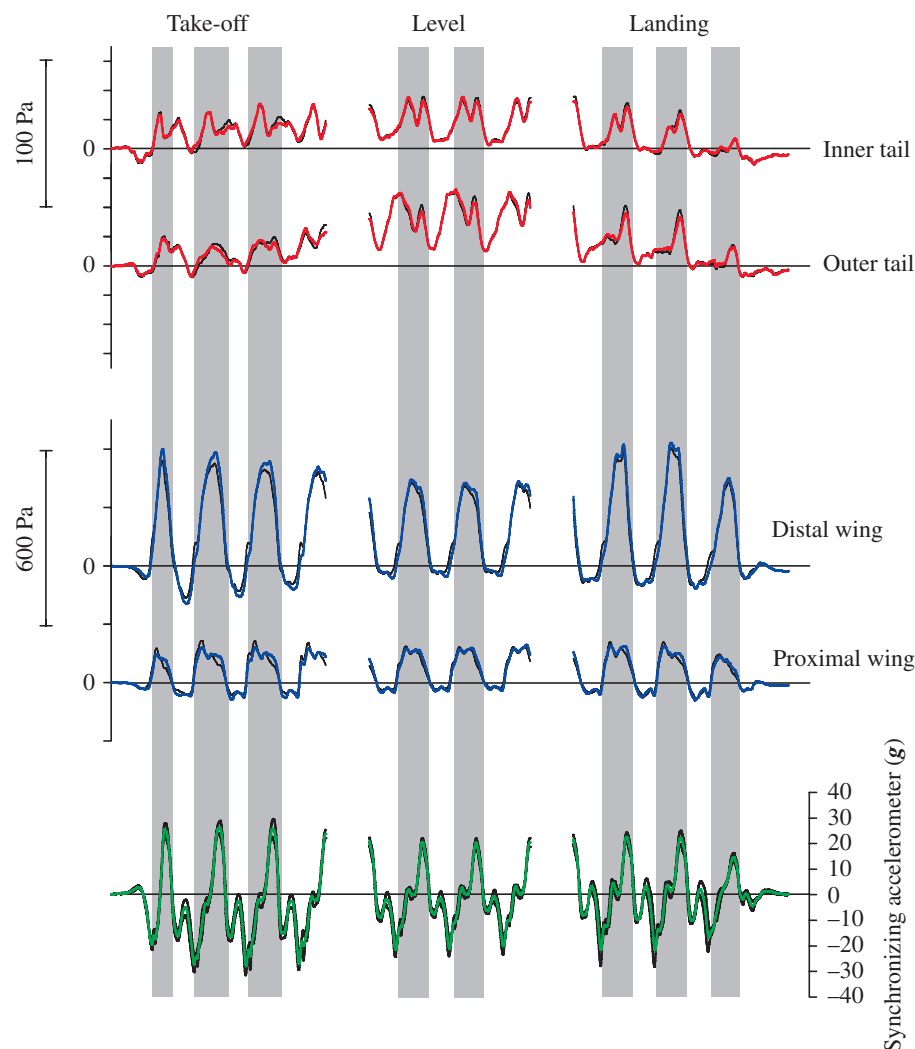 Take-off
Level
Landing
100 Pa
0
Inner tail
0
Outer tail
600 Pa
0
Distal wing
0
Proximal wing
Synchronizing accelerometer (g)
40
30
20
10
0
–10
–20
–30
–40